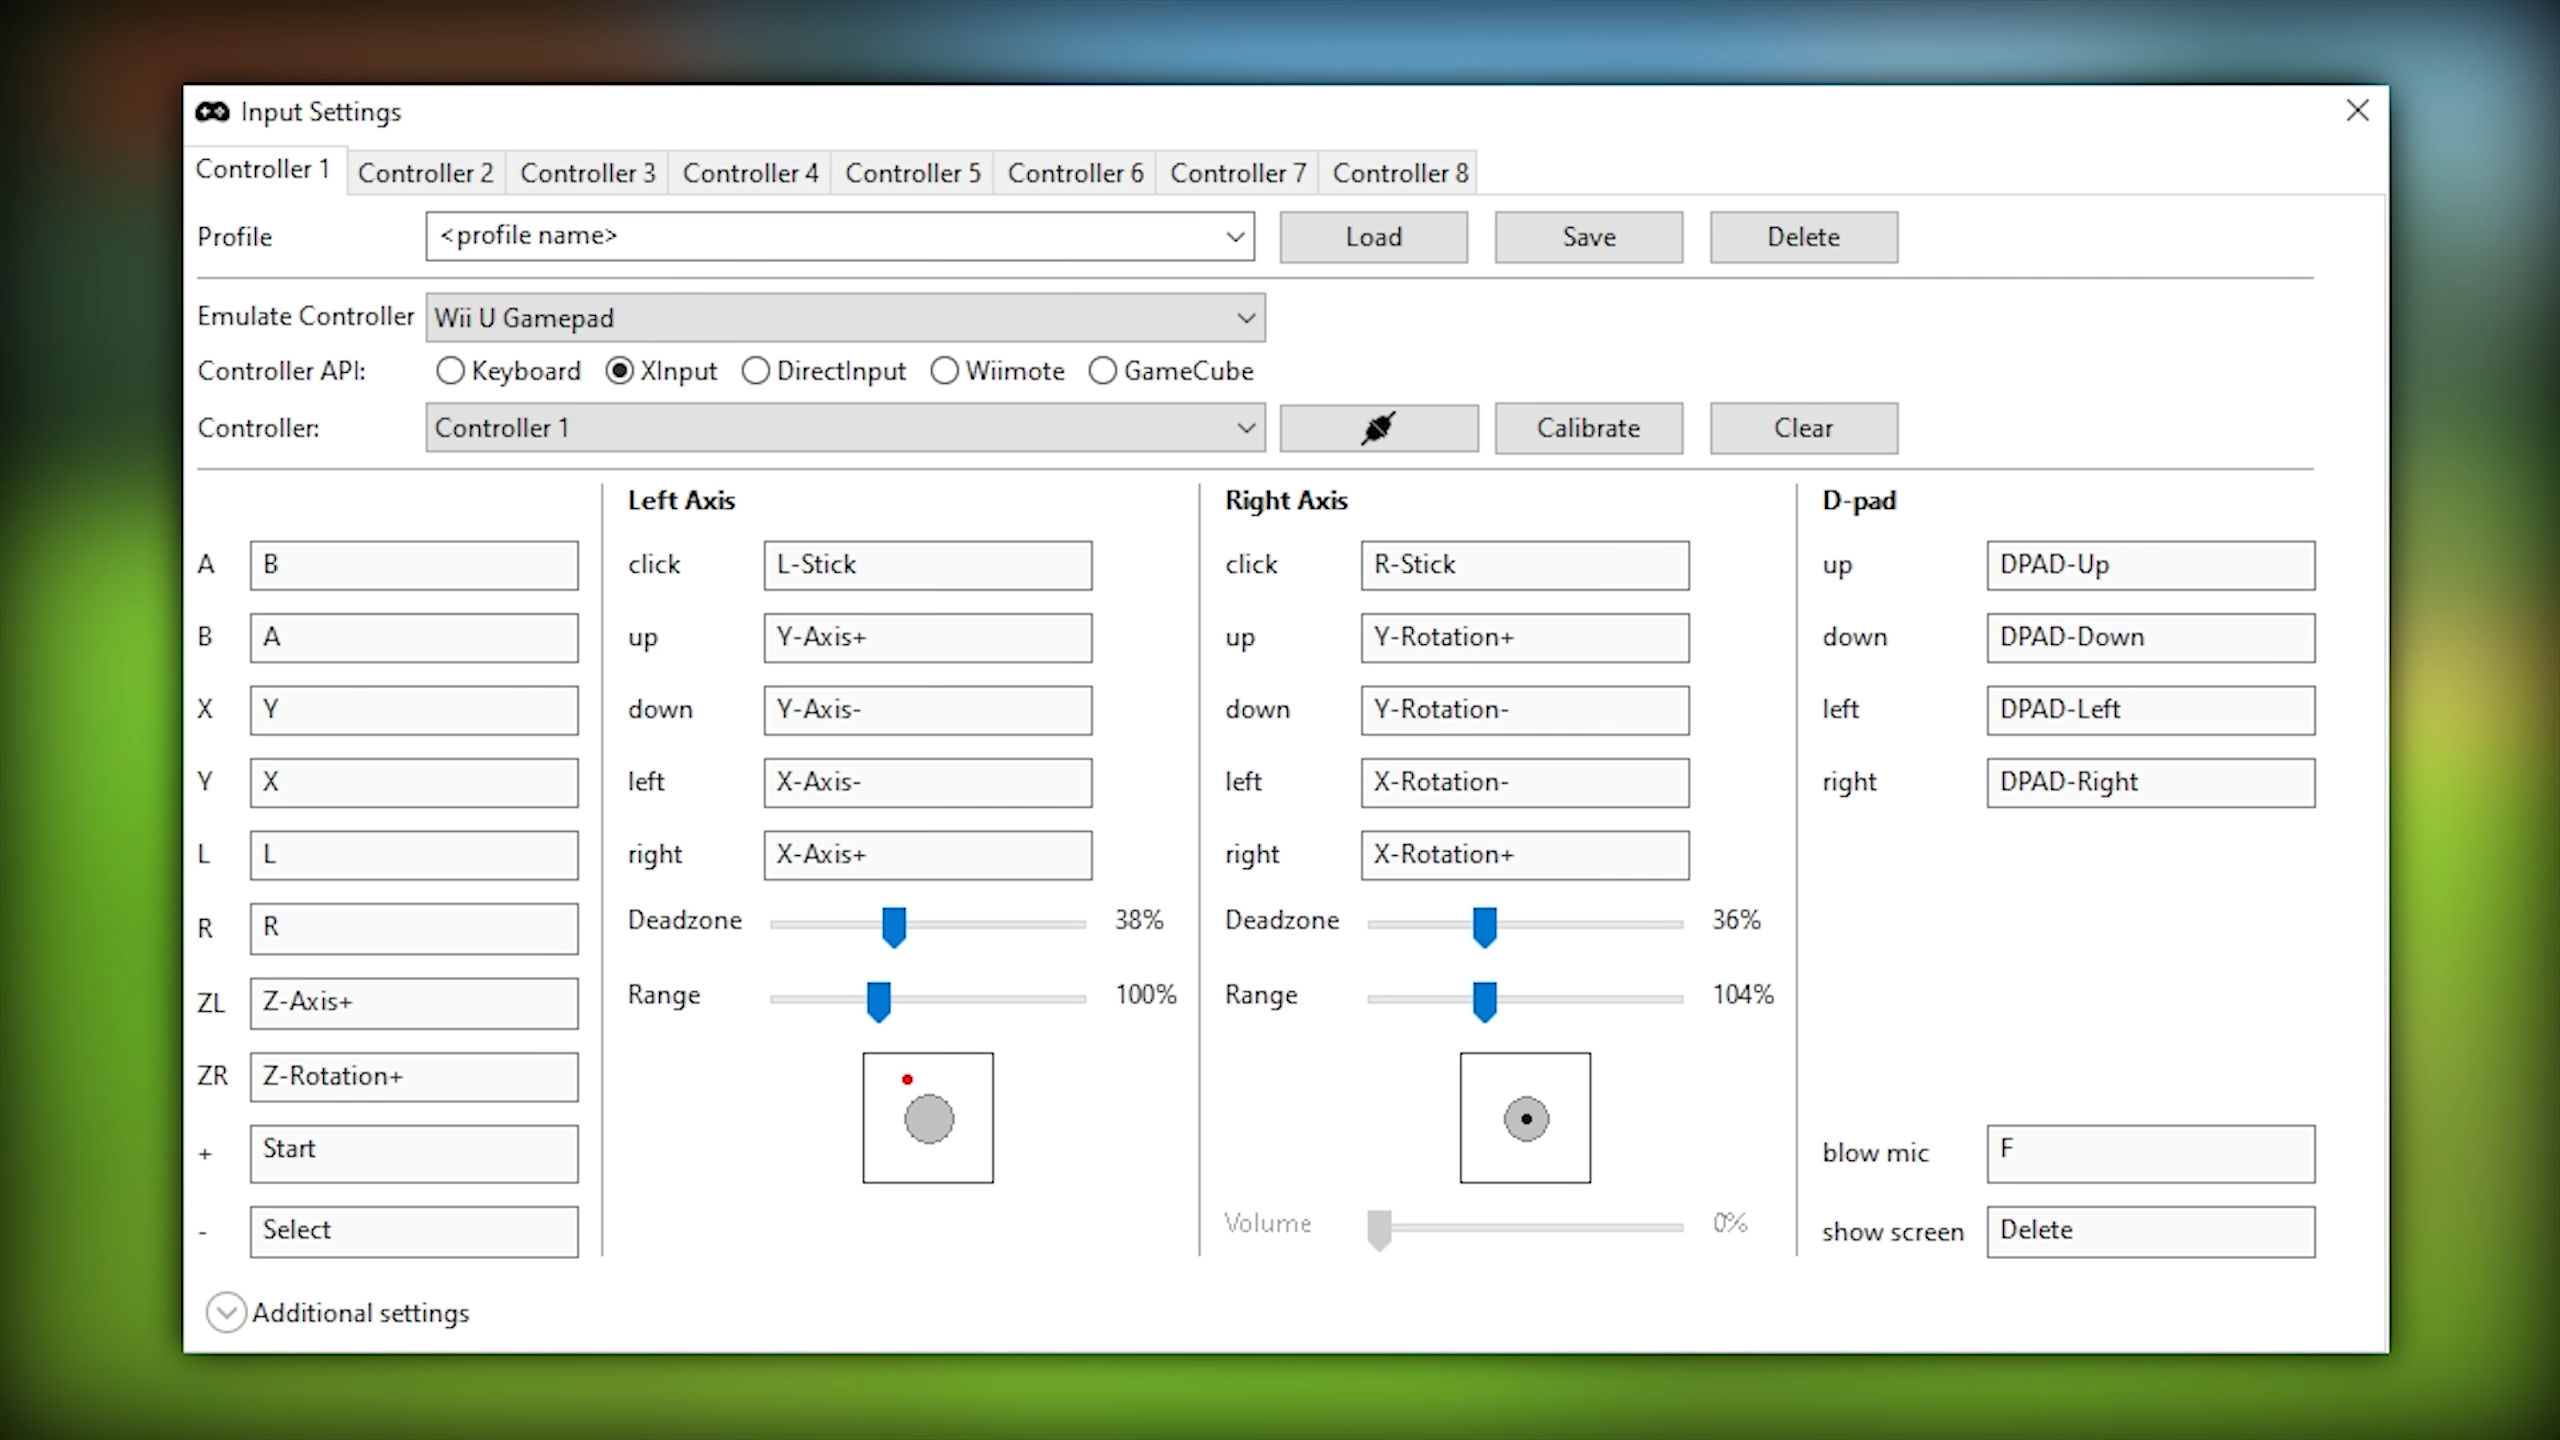 Input Settings
Controller 1 Controller 2 Controller 3 Controller 4 Controller 5 Controller 6 Controller 7 Controller 8
Profile <profile name> Load Save Delete
Emulate Controller Wii U Gamepad
Controller API: Keyboard XInput DirectInput Wiimote GameCube
Controller: Controller 1 Calibrate Clear
Left Axis Right Axis D-pad
A B click L-Stick click R-Stick up DPAD-Up
B A up Y-Axis+ up Y-Rotation+ down DPAD-Down
X Y down Y-Axis- down Y-Rotation- left DPAD-Left
Y X left X-Axis- left X-Rotation- right DPAD-Right
L L right X-Axis+ right X-Rotation+
R R Deadzone 38% Deadzone 36%
ZL Z-Axis+ Range 100% Range 104%
ZR Z-Rotation+
+ Start blow mic F
- Select Volume 0% show screen Delete
Additional settings